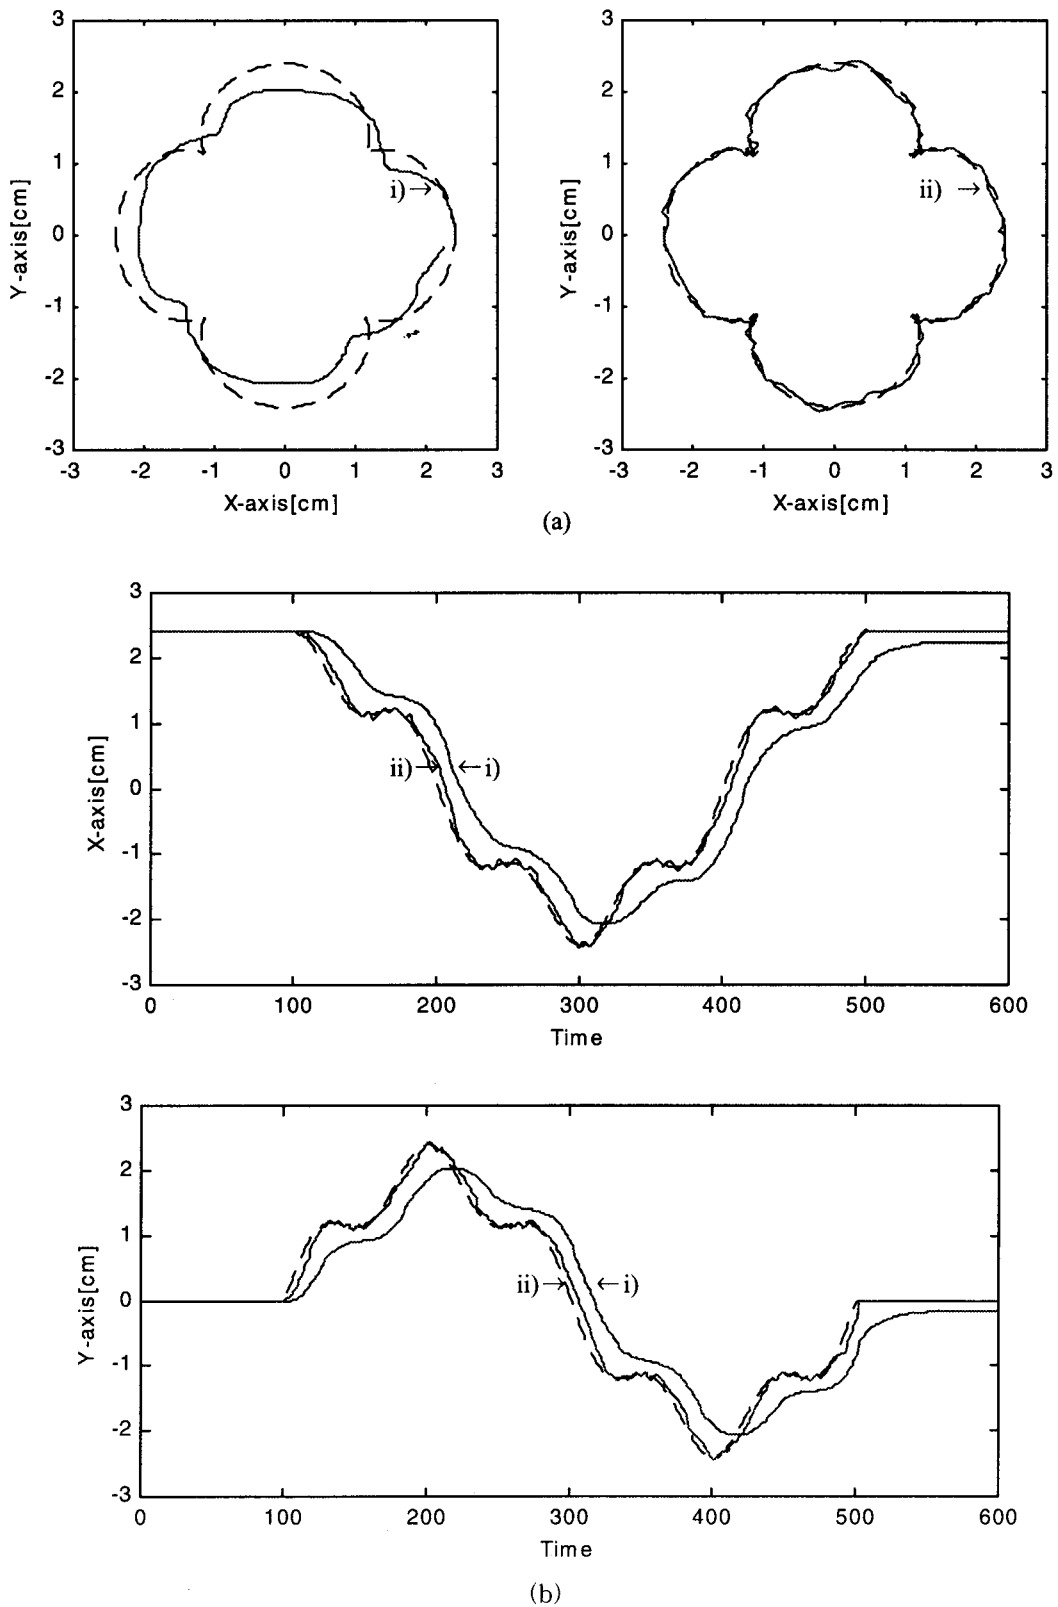 3
2
1
0
-1
-2
-3
-3 -2 -1 0 1 2 3
Y-axis[cm]
X-axis[cm]
i)→
3
2
1
0
-1
-2
-3
-3 -2 -1 0 1 2 3
Y-axis[cm]
X-axis[cm]
ii) →
(a)
3
2
1
0
-1
-2
-3
0 100 200 300 400 500 600
X-axis[cm]
Time
ii)→ ←i)
3
2
1
0
-1
-2
-3
0 100 200 300 400 500 600
Y-axis[cm]
Time
ii)→ ←i)
(b)